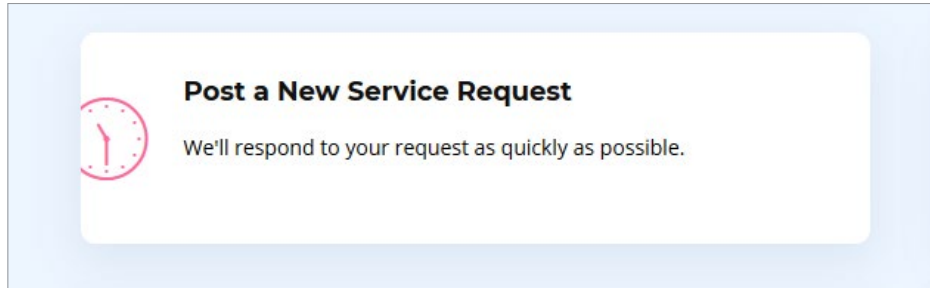 Post a New Service Request
We'll respond to your request as quickly as possible.